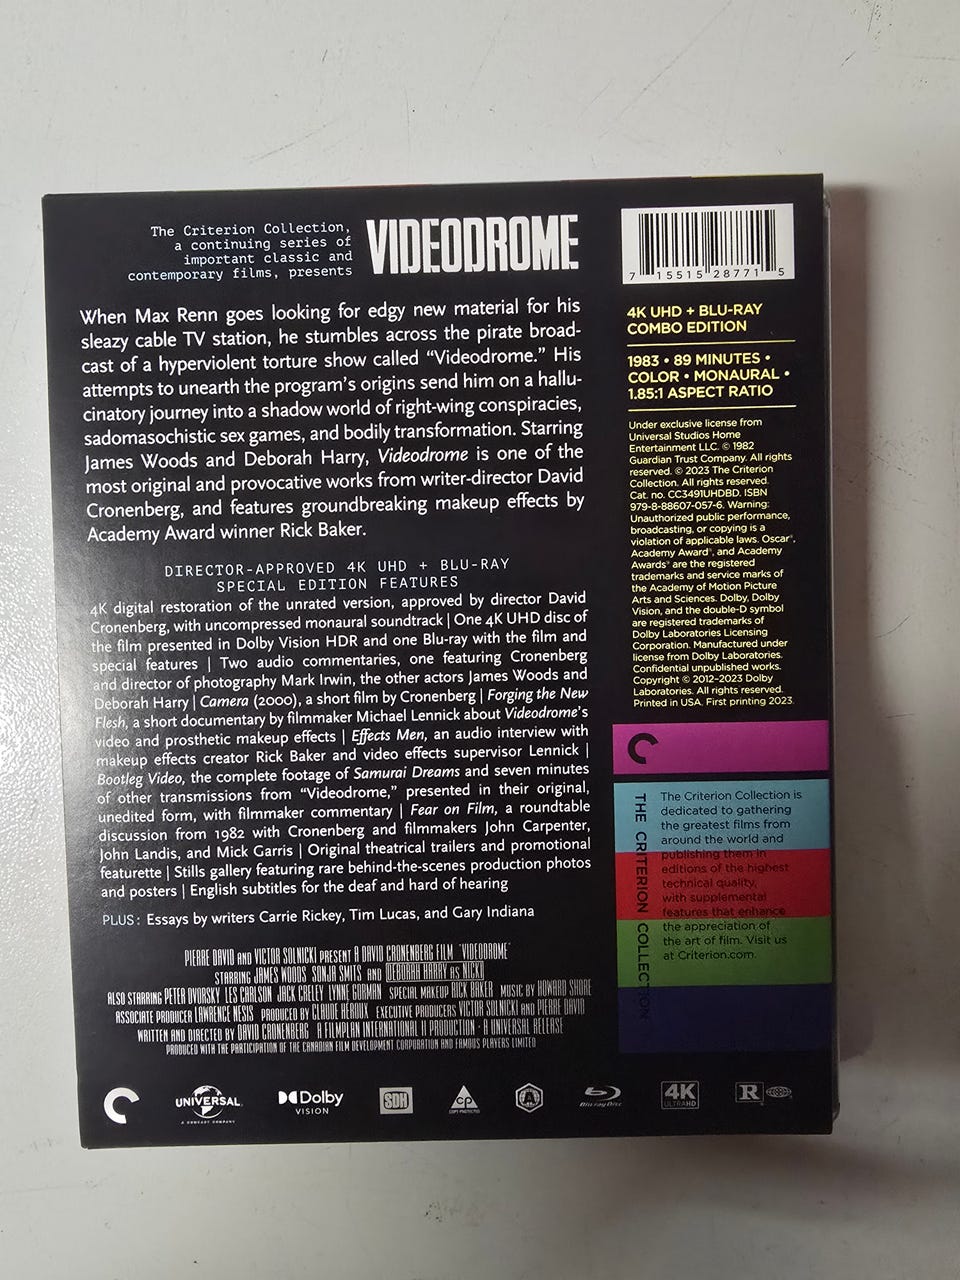 The Criterion Collection,
a continuing series of
important classic and
contemporary films, presents
VIDEODROME
When Max Renn goes looking for edgy new material for his
sleazy cable TV station, he stumbles across the pirate broad-
cast of a hyperviolent torture show called “Videodrome.” His
attempts to unearth the program’s origins send him on a hallu-
cinatory journey into a shadow world of right-wing conspiracies,
sadomasochistic sex games, and bodily transformation. Starring
James Woods and Deborah Harry, Videodrome is one of the
most original and provocative works from writer-director David
Cronenberg, and features groundbreaking makeup effects by
Academy Award winner Rick Baker.
DIRECTOR-APPROVED 4K UHD + BLU-RAY
SPECIAL EDITION FEATURES
4K digital restoration of the unrated version, approved by director David
Cronenberg, with uncompressed monaural soundtrack | One 4K UHD disc of
the film presented in Dolby Vision HDR and one Blu-ray with the film and
special features | Two audio commentaries, one featuring Cronenberg
and director of photography Mark Irwin, the other actors James Woods and
Deborah Harry | Camera (2000), a short film by Cronenberg | Forging the New
Flesh, a short documentary by filmmaker Michael Lennick about Videodrome’s
video and prosthetic makeup effects | Effects Men, an audio interview with
makeup effects creator Rick Baker and video effects supervisor Lennick |
Bootleg Video, the complete footage of Samurai Dreams and seven minutes
of other transmissions from “Videodrome,” presented in their original,
unedited form, with filmmaker commentary | Fear on Film, a roundtable
discussion from 1982 with Cronenberg and filmmakers John Carpenter,
John Landis, and Mick Garris | Original theatrical trailers and promotional
featurette | Stills gallery featuring rare behind-the-scenes production photos
and posters | English subtitles for the deaf and hard of hearing
PLUS: Essays by writers Carrie Rickey, Tim Lucas, and Gary Indiana
PIERRE DAVID AND VICTOR SOLNICKI PRESENT A DAVID CRONENBERG FILM "VIDEODROME"
STARRING JAMES WOODS SONJA SMITS AND DEBORAH HARRY AS NICKI
ALSO STARRING PETER DVORSKY LES CARLSON JACK CRELEY LYNNE GORMAN SPECIAL MAKEUP RICK BAKER MUSIC BY HOWARD SHORE
ASSOCIATE PRODUCER LAWRENCE NESIS PRODUCED BY CLAUDE HEROUX EXECUTIVE PRODUCERS VICTOR SOLNICKI AND PIERRE DAVID
WRITTEN AND DIRECTED BY DAVID CRONENBERG A FILMPLAN INTERNATIONAL II PRODUCTION · A UNIVERSAL RELEASE
PRODUCED WITH THE PARTICIPATION OF THE CANADIAN FILM DEVELOPMENT CORPORATION AND FAMOUS PLAYERS LIMITED
7 15515 28771 5
4K UHD + BLU-RAY
COMBO EDITION
1983 • 89 MINUTES •
COLOR • MONAURAL •
1.85:1 ASPECT RATIO
Under exclusive license from
Universal Studios Home
Entertainment LLC. © 1982
Guardian Trust Company. All rights
reserved. © 2023 The Criterion
Collection. All rights reserved.
Cat. no. CC3491UHDBD. ISBN
979-8-88607-057-6. Warning:
Unauthorized public performance,
broadcasting, or copying is a
violation of applicable laws. Oscar®,
Academy Award®, and Academy
Awards® are the registered
trademarks and service marks of
the Academy of Motion Picture
Arts and Sciences. Dolby, Dolby
Vision, and the double-D symbol
are registered trademarks of
Dolby Laboratories Licensing
Corporation. Manufactured under
license from Dolby Laboratories.
Confidential unpublished works.
Copyright © 2012–2023 Dolby
Laboratories. All rights reserved.
Printed in USA. First printing 2023.
THE CRITERION COLLECTION
The Criterion Collection is
dedicated to gathering
the greatest films from
around the world and
publishing them in
editions of the highest
technical quality,
with supplemental
features that enhance
the appreciation of
the art of film. Visit us
at Criterion.com.
UNIVERSAL
A COMCAST COMPANY
Dolby
VISION
SDH
CP
COPY PROTECTED
A
Blu-ray Disc
4K
ULTRA HD
R